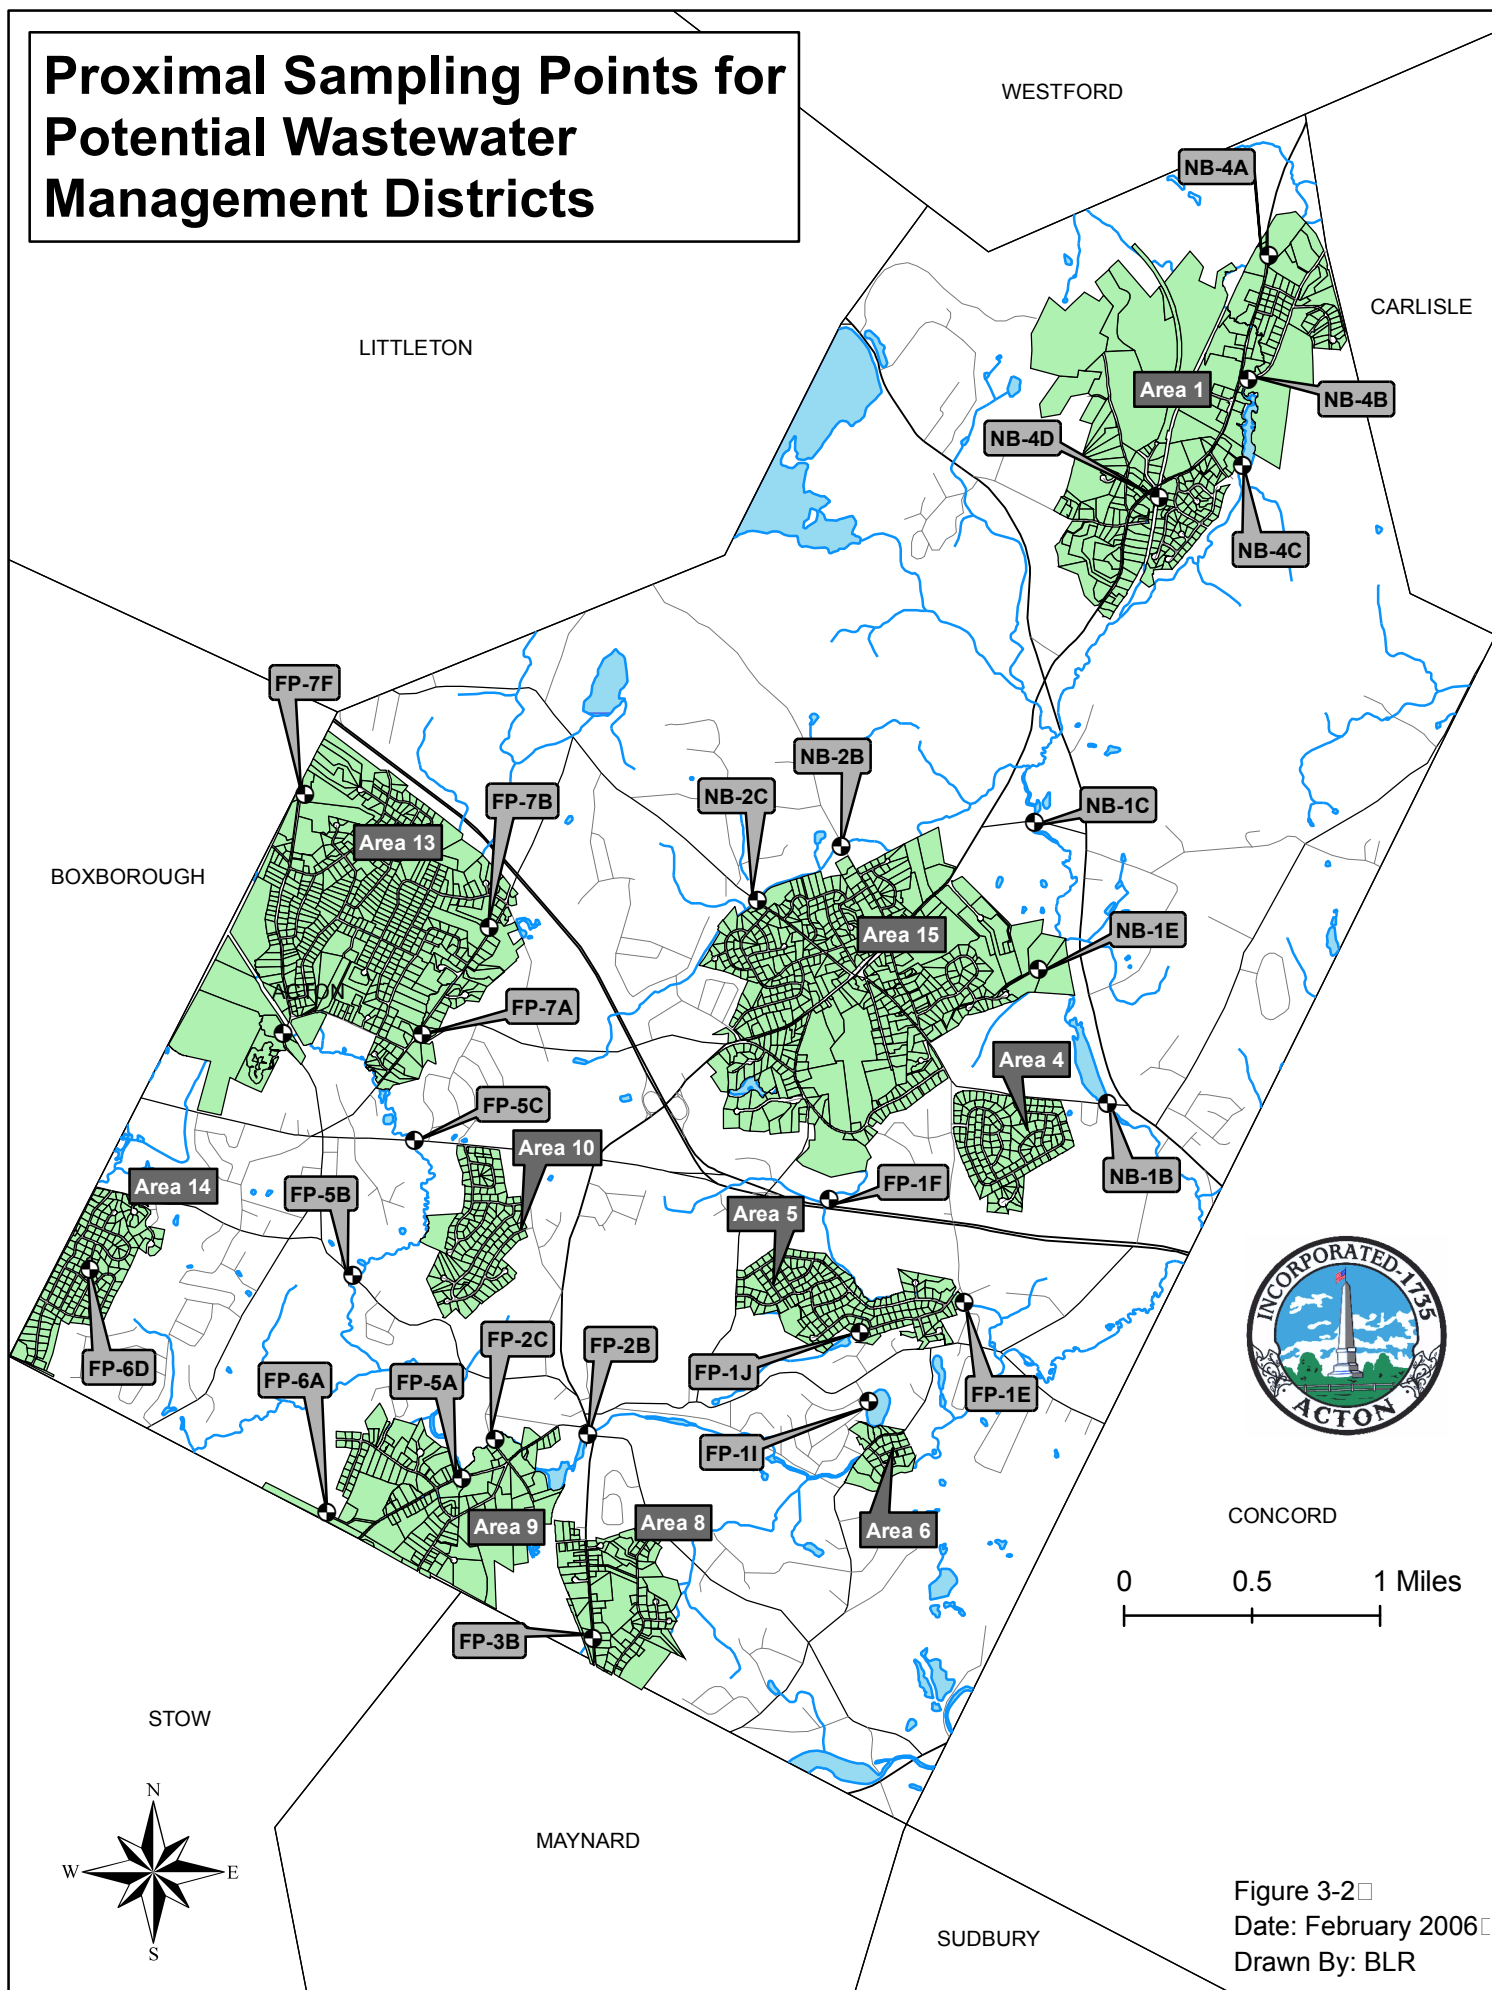 Proximal Sampling Points for
Potential Wastewater
Management Districts
WESTFORD
NB-4A
CARLISLE
LITTLETON
Area 1
NB-4B
NB-4D
NB-4C
FP-7F
NB-2B
NB-2C
FP-7B
NB-1C
Area 13
BOXBOROUGH
Area 15
NB-1E
ACTON
FP-7A
Area 4
FP-5C
Area 10
NB-1B
Area 14
FP-5B
FP-1F
Area 5
INCORPORATED-1735
ACTON
FP-2C
FP-2B
FP-6D
FP-6A
FP-5A
FP-1J
FP-1E
FP-1I
CONCORD
Area 9
Area 8
Area 6
0 0.5 1 Miles
FP-3B
STOW
N
W E
S
MAYNARD
SUDBURY
Figure 3-2
Date: February 2006
Drawn By: BLR